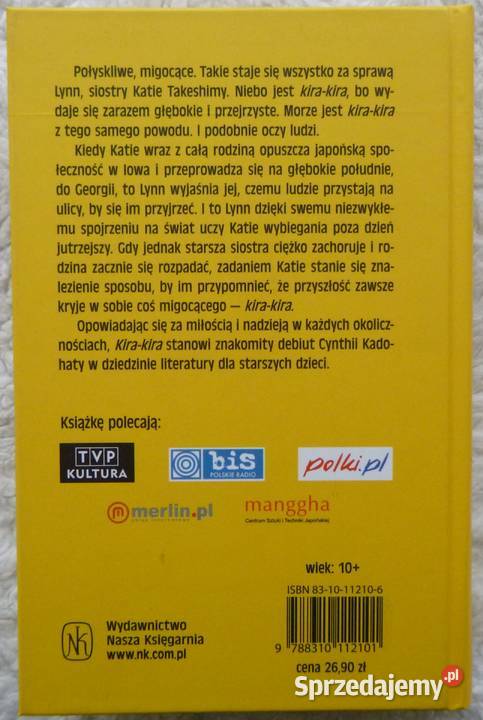 Połyskliwe, migocące. Takie staje się wszystko za sprawą
Lynn, siostry Katie Takeshimy. Niebo jest kira-kira, bo wy-
daje się zarazem głębokie i przejrzyste. Morze jest kira-kira
z tego samego powodu. I podobnie oczy ludzi.
Kiedy Katie wraz z całą rodziną opuszcza japońską spo-
łeczność w Iowa i przeprowadza się na głębokie południe,
do Georgii, to Lynn wyjaśnia jej, czemu ludzie przystają na
ulicy, by się im przyjrzeć. I to Lynn dzięki swemu niezwykłe-
mu spojrzeniu na świat uczy Katie wybiegania poza dzień
jutrzejszy. Gdy jednak starsza siostra ciężko zachoruje i ro-
dzina zacznie się rozpadać, zadaniem Katie stanie się zna-
lezienie sposobu, by im przypomnieć, że przyszłość zawsze
kryje w sobie coś migocącego — kira-kira.
Opowiadając się za miłością i nadzieją w każdych okolicz-
nościach, Kira-kira stanowi znakomity debiut Cynthii Kado-
haty w dziedzinie literatury dla starszych dzieci.
Książkę polecają:
TVP
KULTURA
bis
POLSKIE RADIO
polki.pl
merlin.pl
manggha
Centrum Sztuki i Techniki Japońskiej
wiek: 10+
ISBN 83-10-11210-6
9 788310 112101
cena 26,90 zł
NK
Wydawnictwo
Nasza Księgarnia
www.nk.com.pl
Sprzedajemy.pl